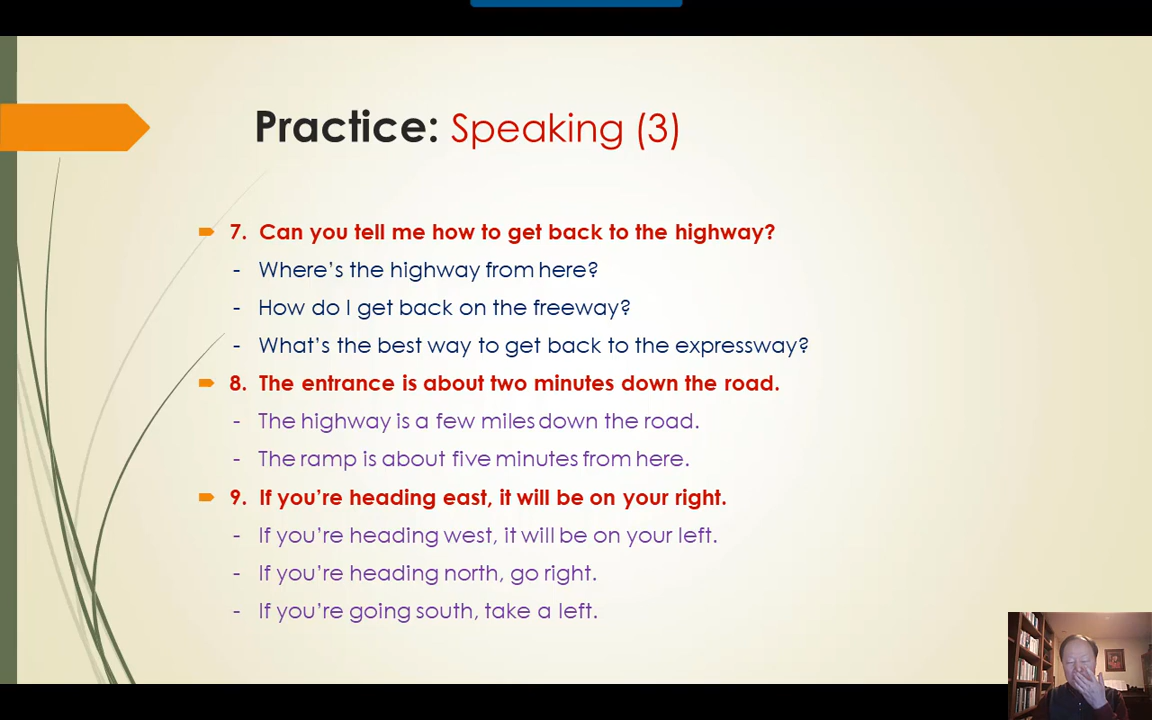 Practice: Speaking (3)
7. Can you tell me how to get back to the highway?
- Where's the highway from here?
- How do I get back on the freeway?
- What's the best way to get back to the expressway?
8. The entrance is about two minutes down the road.
- The highway is a few miles down the road.
- The ramp is about five minutes from here.
9. If you're heading east, it will be on your right.
- If you're heading west, it will be on your left.
- If you're heading north, go right.
- If you're going south, take a left.